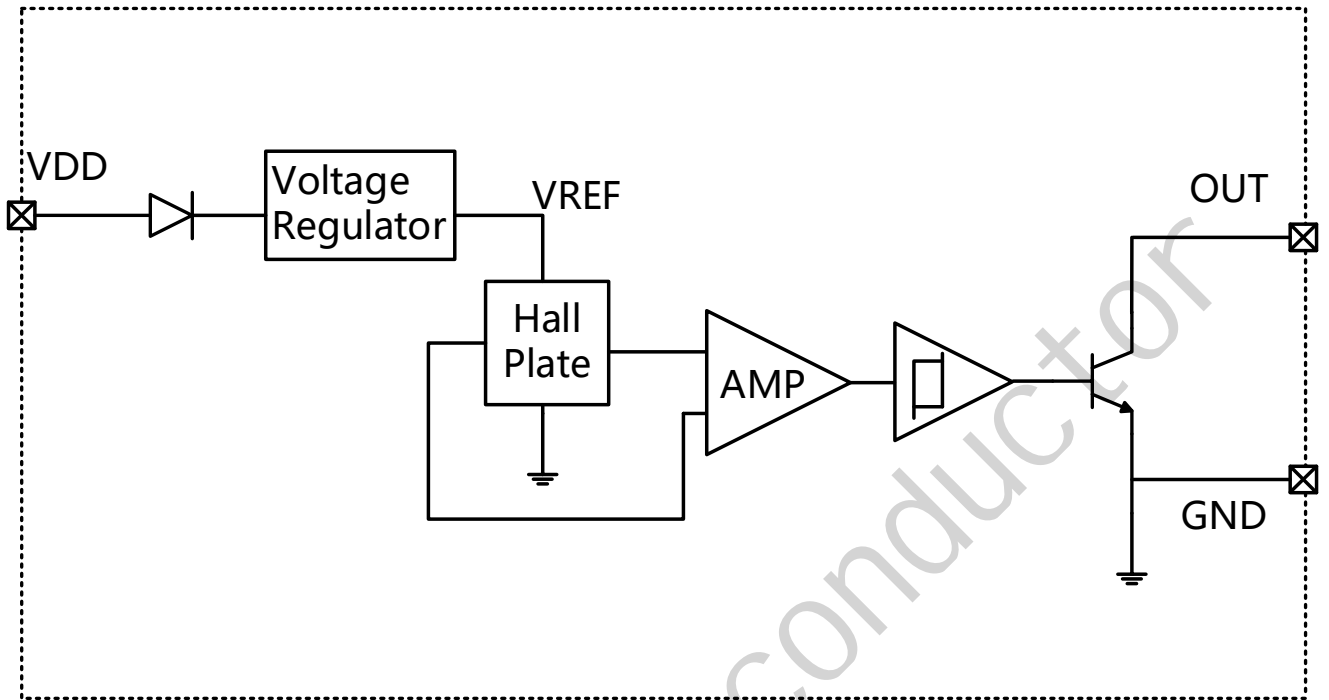 VDD
Voltage
Regulator
VREF
OUT
Hall
Plate
AMP
GND
conductor